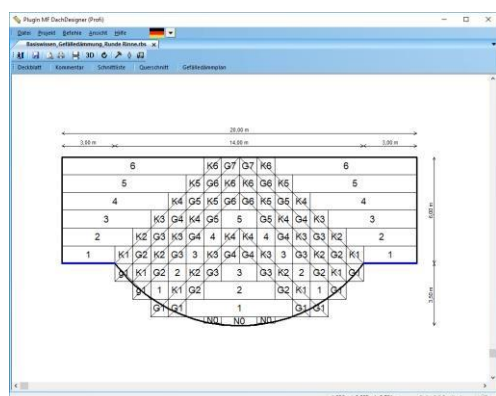 PlugIn MF DachDesigner (Profi)
Datei Projekt Befehle Ansicht Hilfe
Basiswissen_Gefälledämmung_Runde Rinne.rbs x
3D
Deckblatt Kommentar Schnittliste Querschnitt Gefälledämmplan
20,00 m
3,00 m 14,00 m 3,00 m
6 K6 G7 G7 K6 6
5 K5 G6 K6 K6 G6 K5 5
4 K4 G5 K5 G6 G6 K5 G5 K4 4
3 K3 G4 K4 G5 5 G5 K4 G4 K3 3
2 K2 G3 K3 G4 4 K4 K4 4 G4 K3 G3 K2 2
1 K1 G2 K2 G3 3 K3 G4 G4 K3 3 G3 K2 G2 K1 1
g1 K1 G2 2 K2 G3 3 G3 K2 2 G2 K1 G1
g1 1 K1 G2 2 G2 K1 1 G1
G1 G1 1 G1 G1
N0 N0 N0
6,00 m
3,50 m